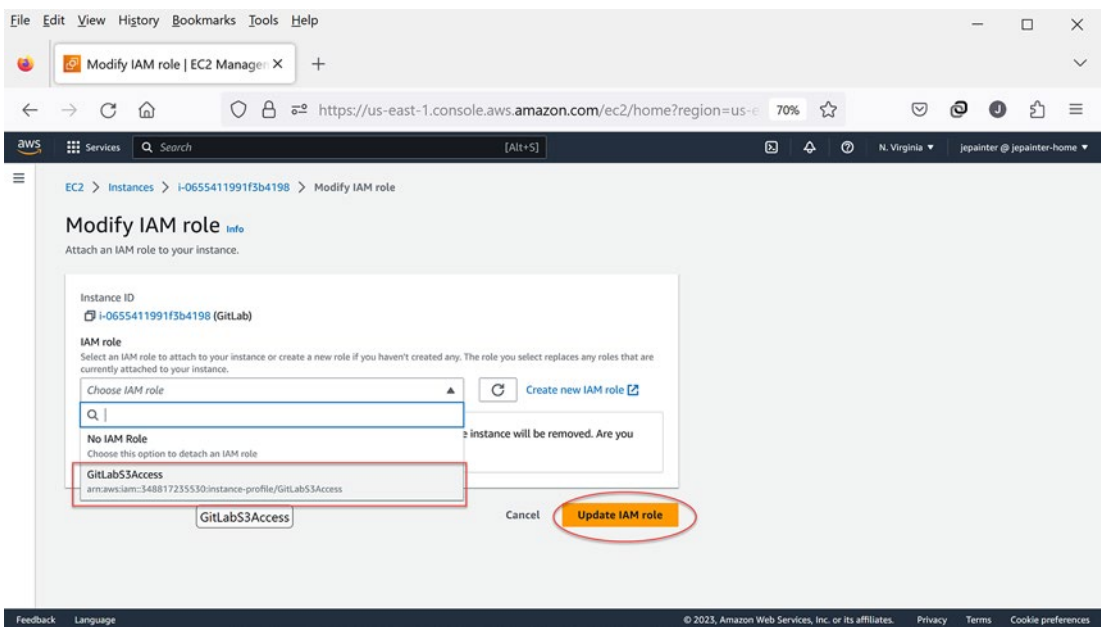 File Edit View History Bookmarks Tools Help
Modify IAM role | EC2 Manager
https://us-east-1.console.aws.amazon.com/ec2/home?region=us-e 70%
aws Services Search [Alt+S] N. Virginia jepainter @ jepainter-home
EC2 > Instances > i-0655411991f3b4198 > Modify IAM role
Modify IAM role Info
Attach an IAM role to your instance.
Instance ID
i-0655411991f3b4198 (GitLab)
IAM role
Select an IAM role to attach to your instance or create a new role if you haven't created any. The role you select replaces any roles that are
currently attached to your instance.
Choose IAM role Create new IAM role
No IAM Role
Choose this option to detach an IAM role
e instance will be removed. Are you
GitLabS3Access
arn:aws:iam::348817235530:instance-profile/GitLabS3Access
GitLabS3Access
Cancel Update IAM role
Feedback Language © 2023, Amazon Web Services, Inc. or its affiliates. Privacy Terms Cookie preferences